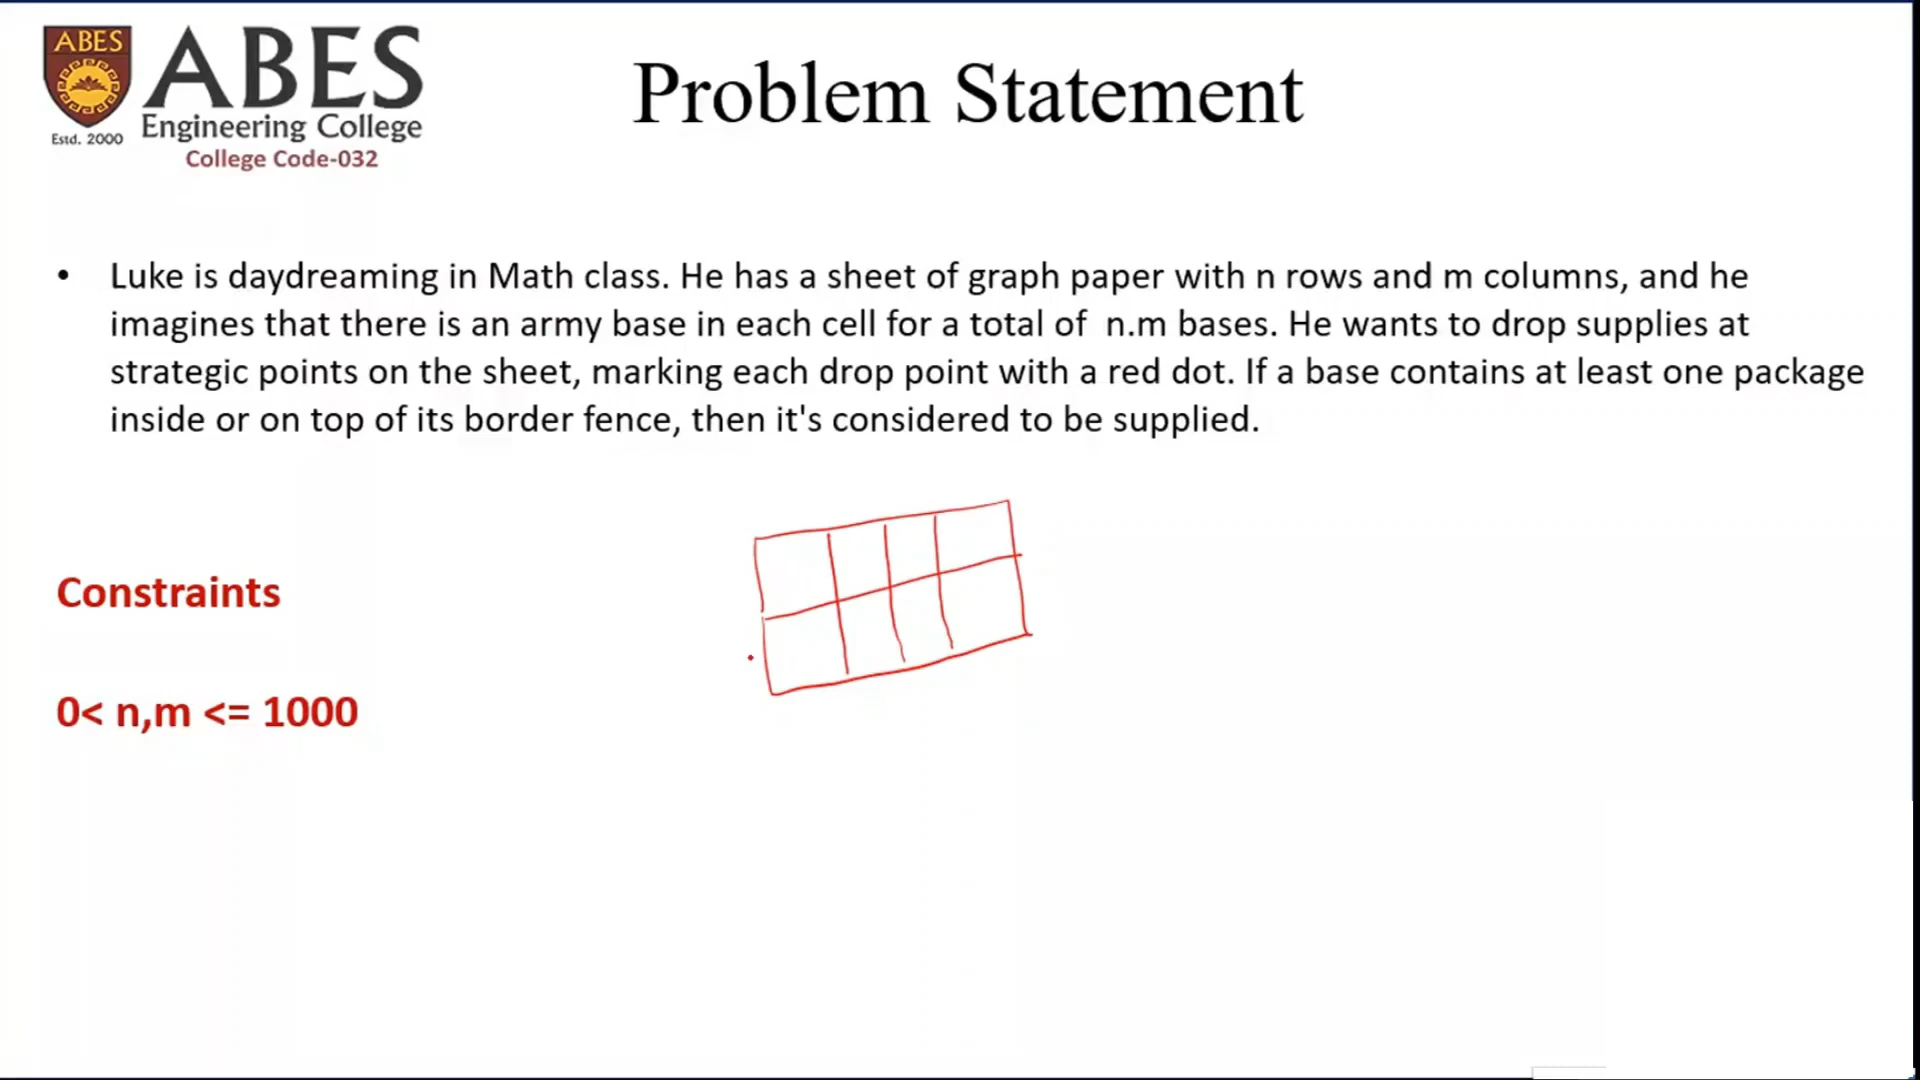 ABES
ABES
Engineering College
Estd. 2000
College Code-032
Problem Statement
• Luke is daydreaming in Math class. He has a sheet of graph paper with n rows and m columns, and he
imagines that there is an army base in each cell for a total of n.m bases. He wants to drop supplies at
strategic points on the sheet, marking each drop point with a red dot. If a base contains at least one package
inside or on top of its border fence, then it's considered to be supplied.
Constraints
0< n,m <= 1000